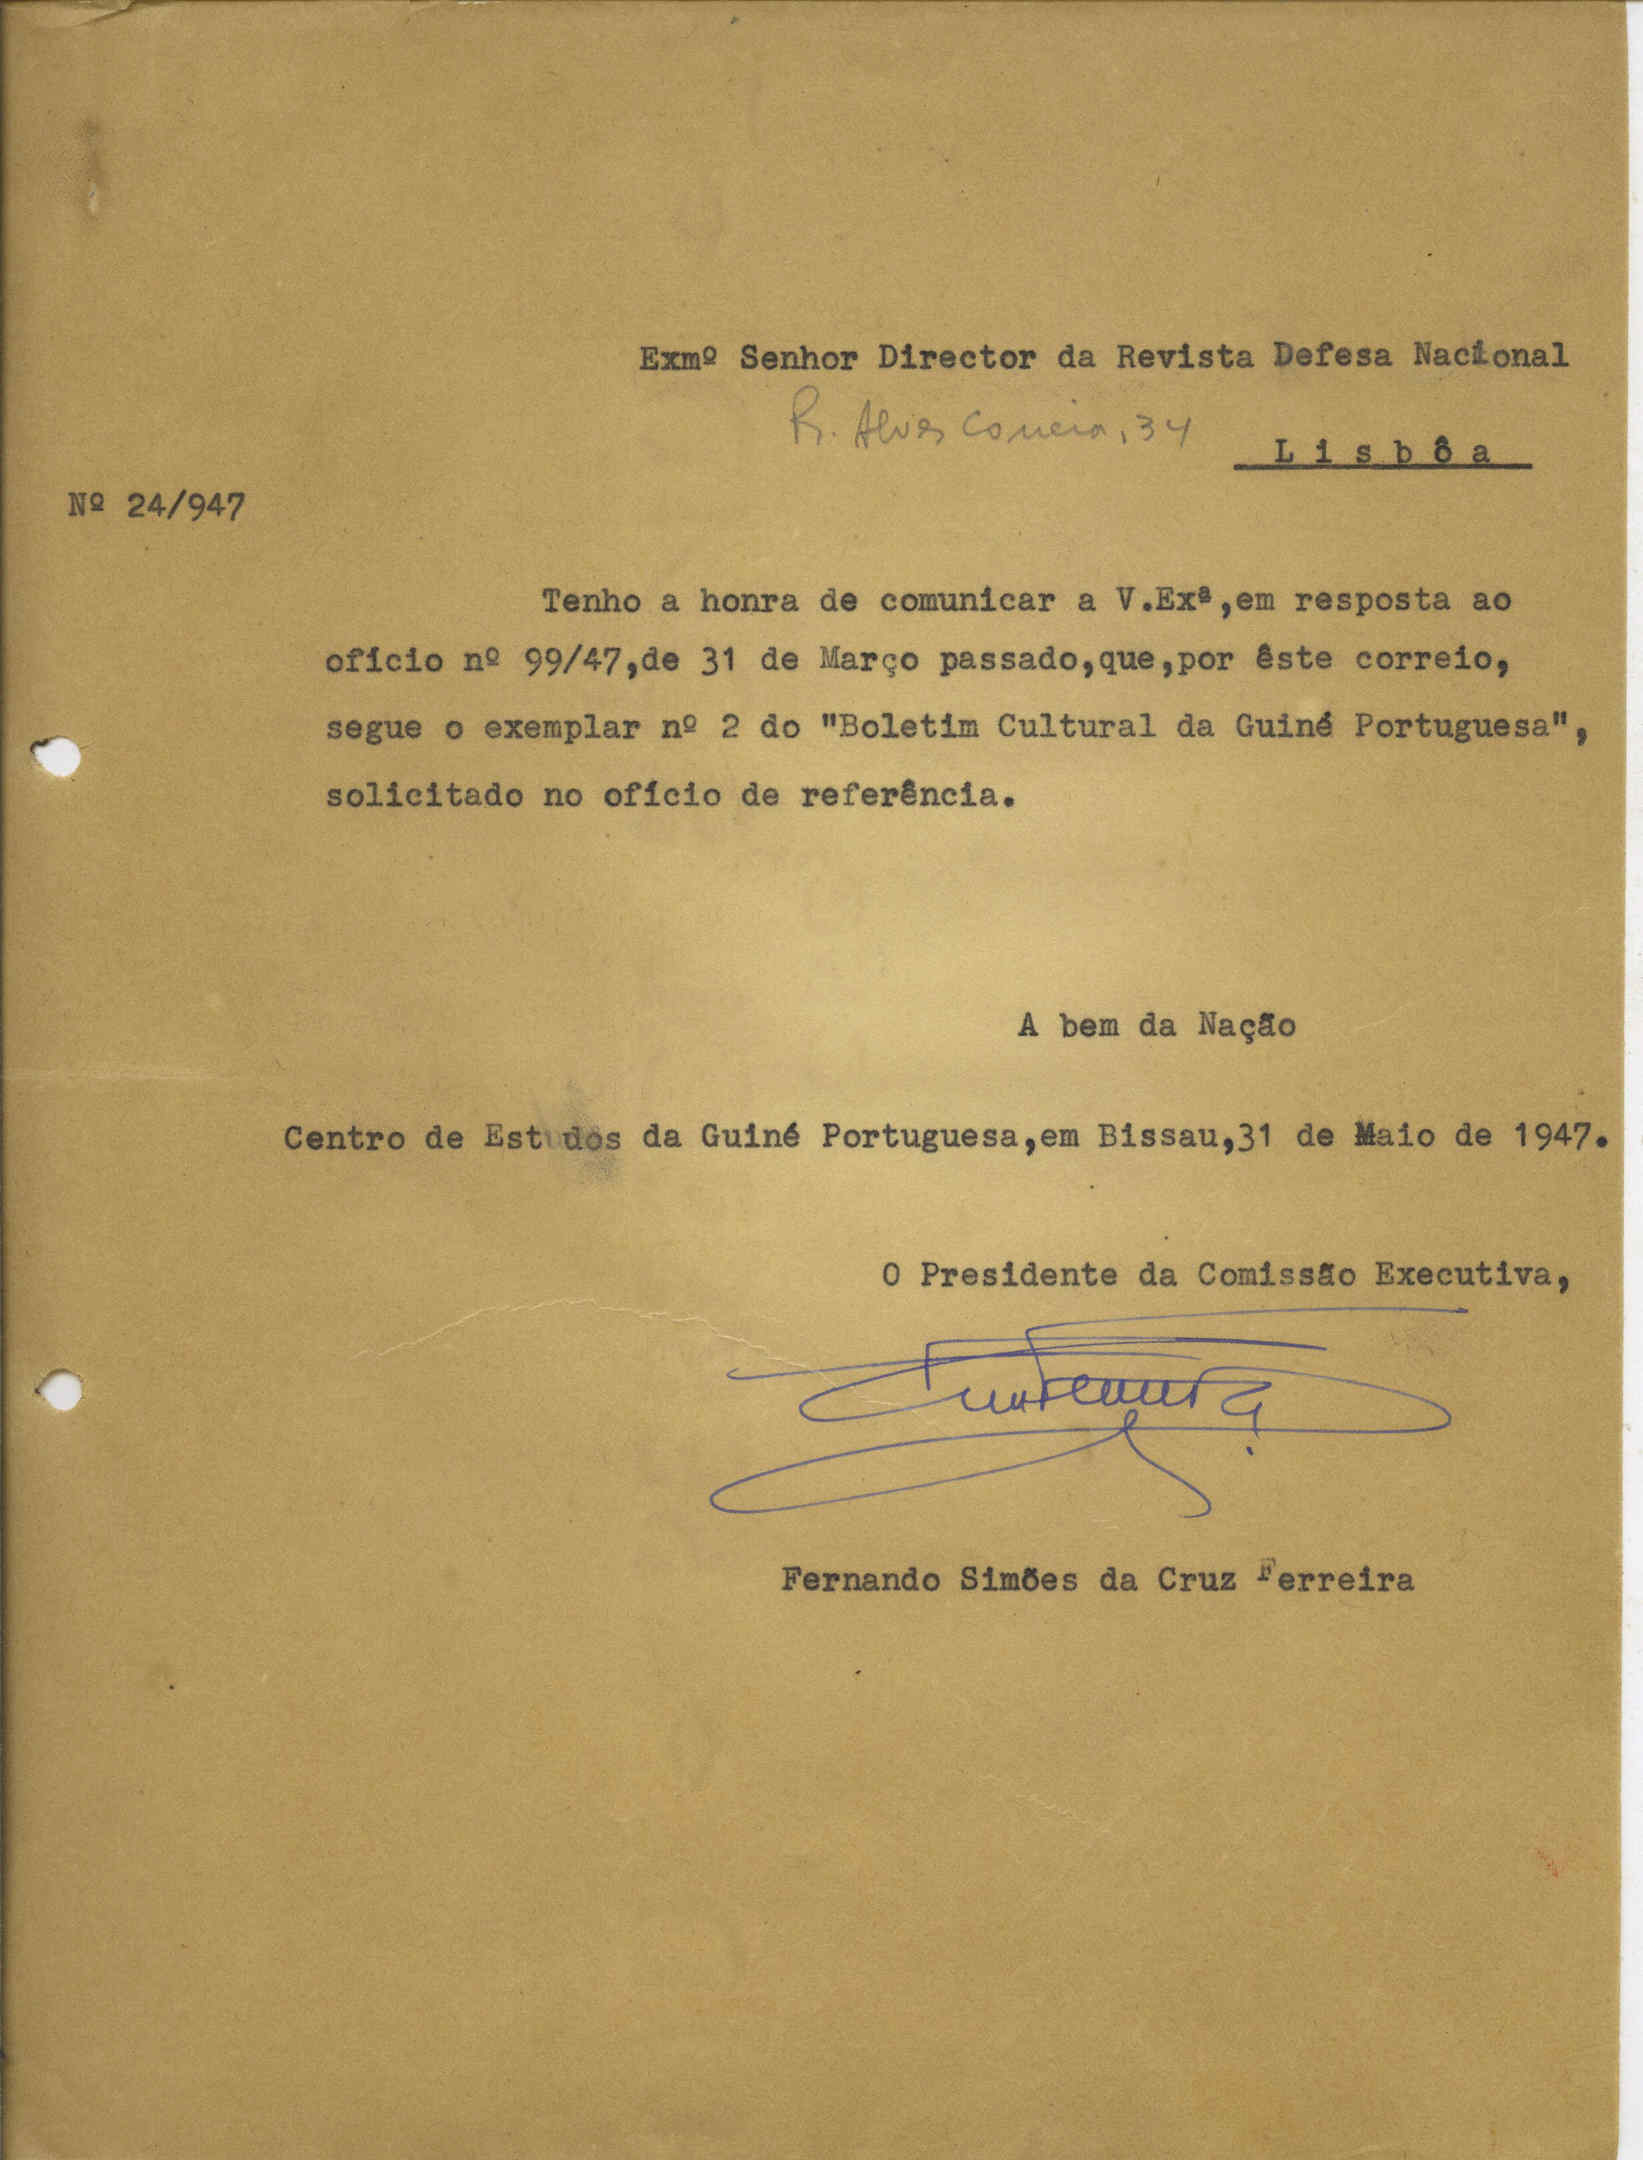 Exmº Senhor Director da Revista Defesa Nacional
R. Alves Correia, 34
Lisbôa
Nº 24/947
Tenho a honra de comunicar a V.Exª,em resposta ao
ofício nº 99/47,de 31 de Março passado,que,por êste correio,
segue o exemplar nº 2 do "Boletim Cultural da Guiné Portuguesa",
solicitado no ofício de referência.
A bem da Nação
Centro de Estudos da Guiné Portuguesa,em Bissau,31 de Maio de 1947.
O Presidente da Comissão Executiva,
Fernando Simões da Cruz Ferreira